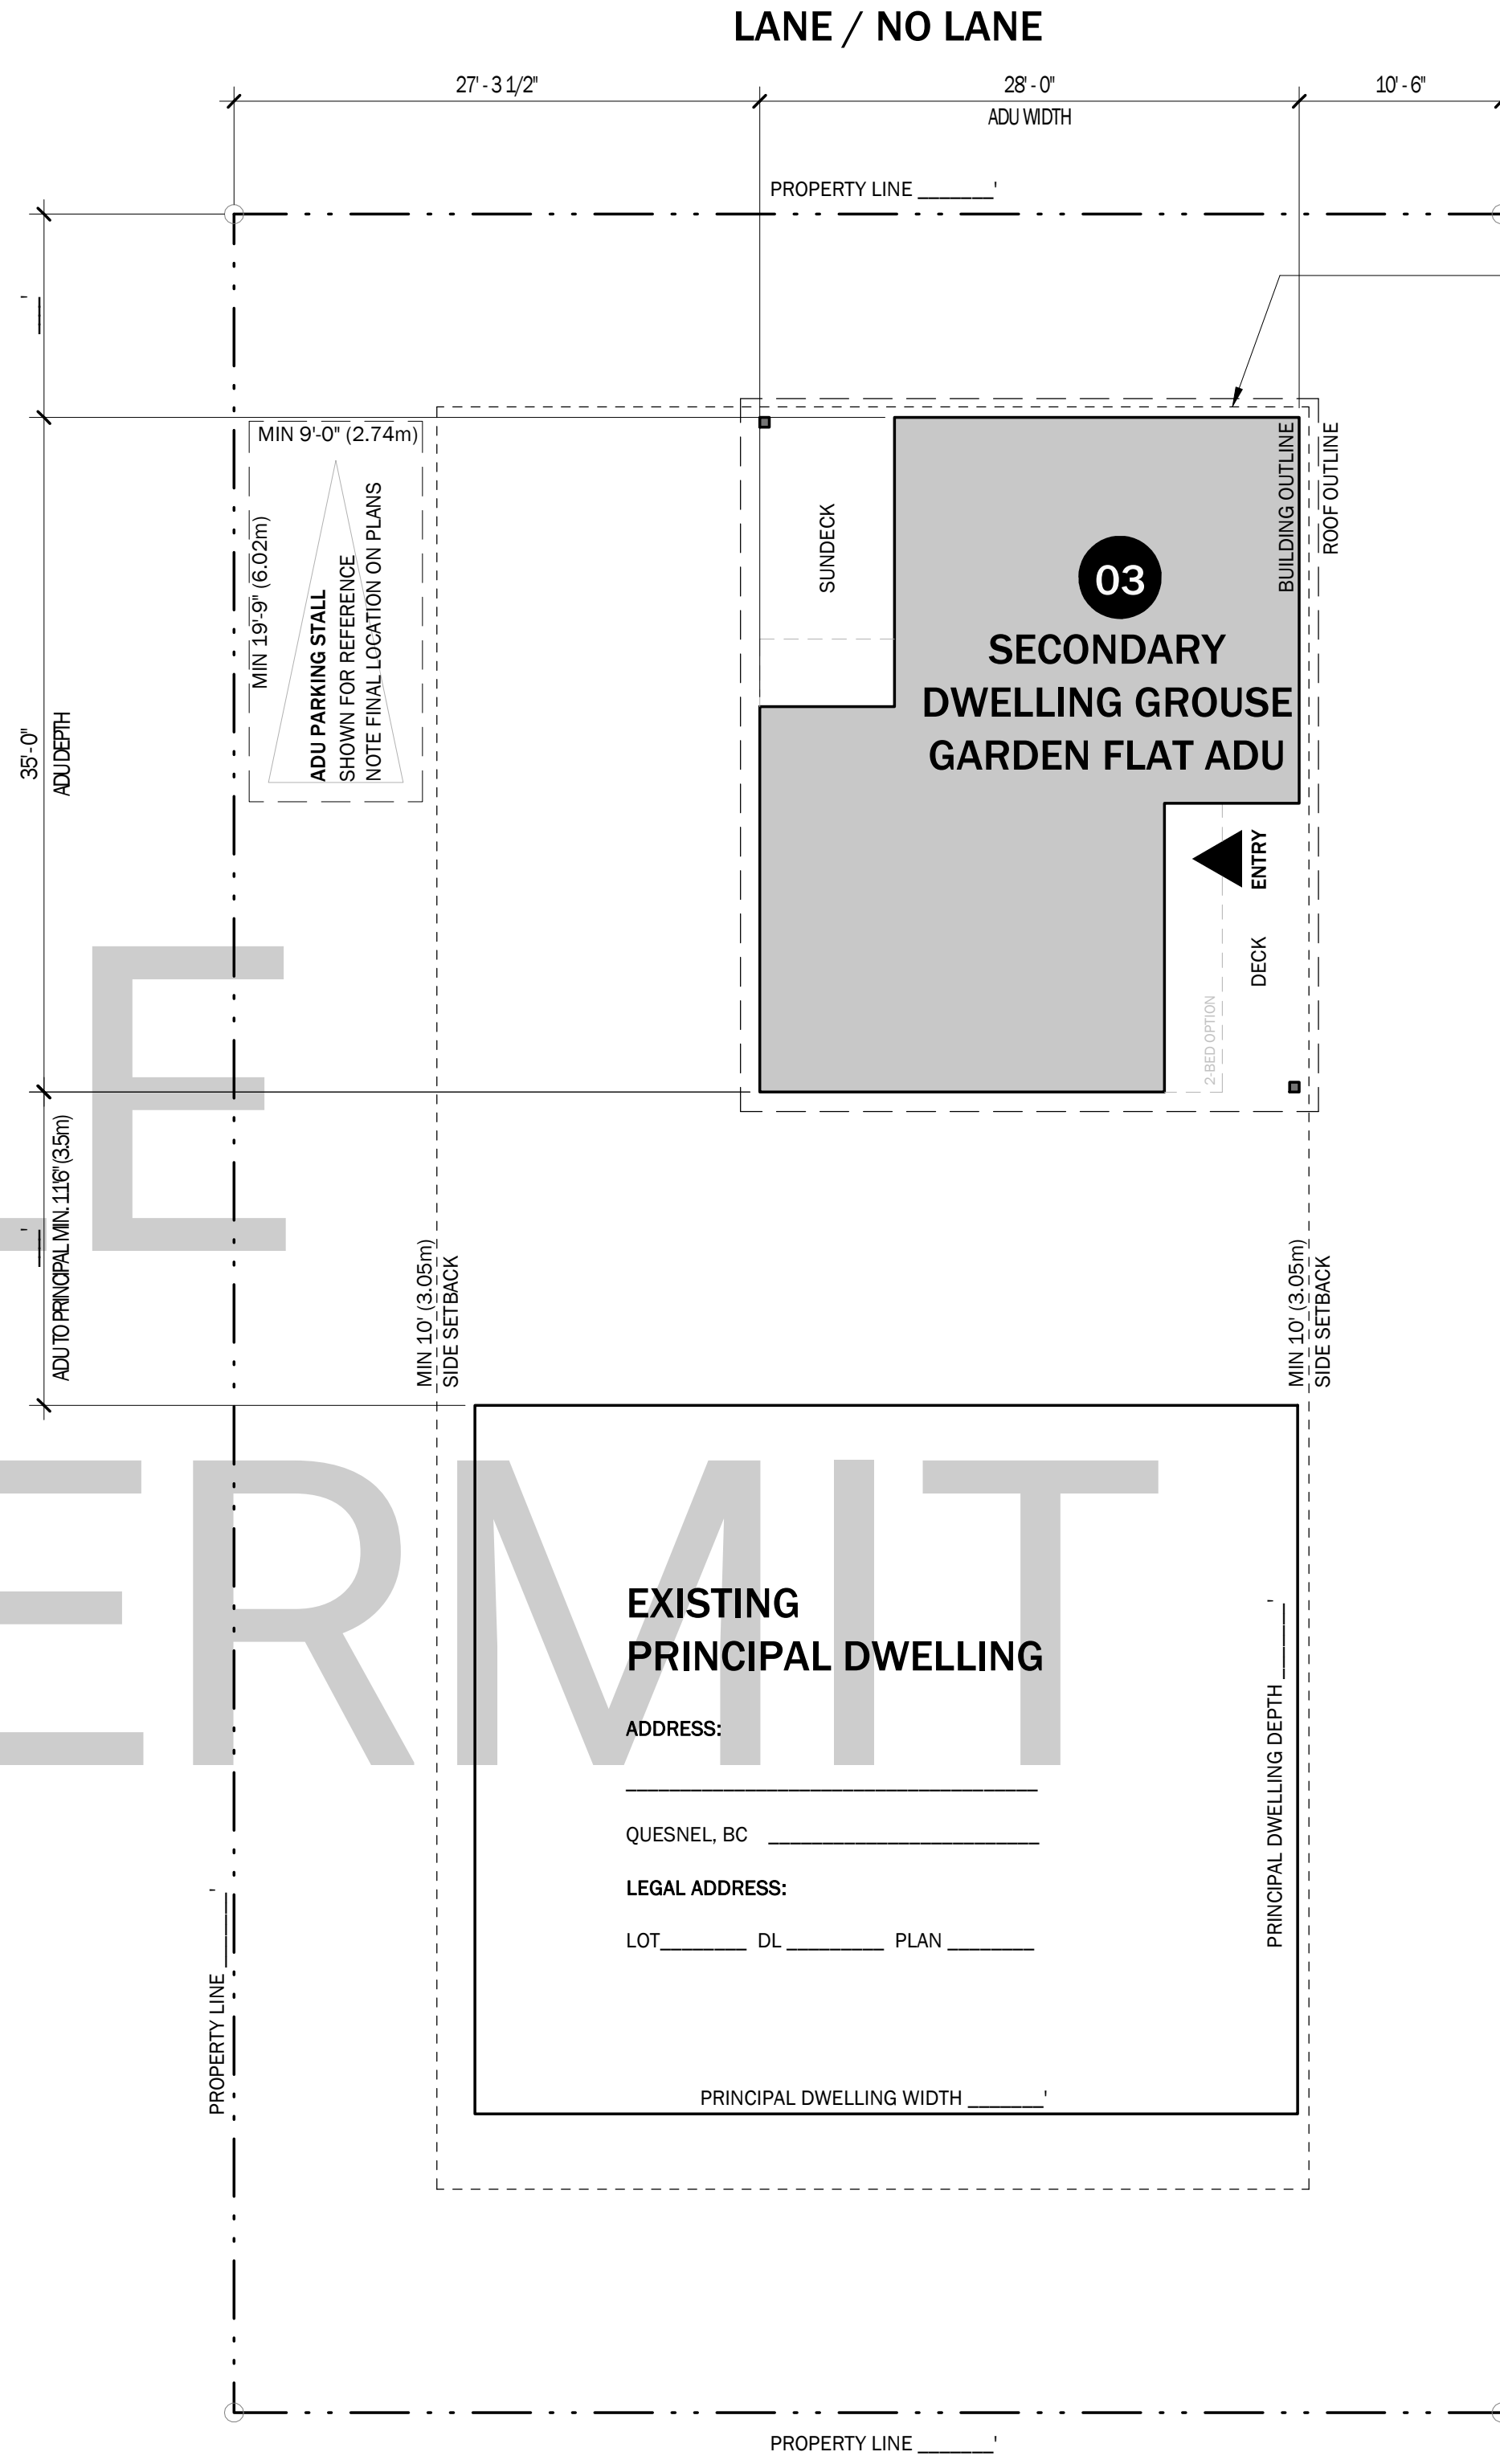 LANE / NO LANE
27' - 3 1/2"
28' - 0"
10' - 6"
ADU WIDTH
PROPERTY LINE _______'
____'
MIN 9'-0" (2.74m)
MIN 19'-9" (6.02m)
ADU PARKING STALL
SHOWN FOR REFERENCE
NOTE FINAL LOCATION ON PLANS
SUNDECK
BUILDING OUTLINE
ROOF OUTLINE
03
SECONDARY
DWELLING GROUSE
GARDEN FLAT ADU
35'-0"
ADU DEPTH
ENTRY
DECK
2-BED OPTION
LE
____'
ADU TO PRINCIPAL MIN. 11'6" (3.5m)
MIN 10' (3.05m)
SIDE SETBACK
MIN 10' (3.05m)
SIDE SETBACK
ERMIT
EXISTING
PRINCIPAL DWELLING
ADDRESS:
______________________________________
QUESNEL, BC _________________________
LEGAL ADDRESS:
LOT________ DL _________ PLAN ________
PRINCIPAL DWELLING DEPTH _______'
PRINCIPAL DWELLING WIDTH _______'
PROPERTY LINE _______'
PROPERTY LINE _______'